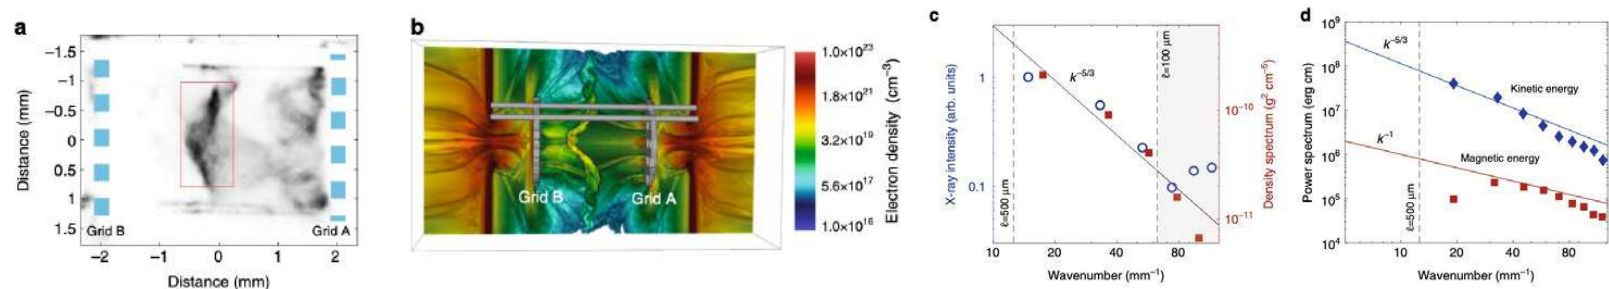 a
−1.5
−1
−0.5
0
0.5
1
1.5
Distance (mm)
Grid B
Grid A
−2
−1
0
1
2
Distance (mm)
b
Grid B
Grid A
1.0×10²³
1.8×10²¹
3.2×10¹⁹
5.6×10¹⁷
1.0×10¹⁶
Electron density (cm⁻³)
c
X-ray intensity (arb. units)
1
0.1
k⁻⁵/³
ℓ=500 μm
ℓ=100 μm
10⁻¹⁰
10⁻¹¹
Density spectrum (g² cm⁻⁵)
10
20
40
80
Wavenumber (mm⁻¹)
d
Power spectrum (erg cm)
10⁹
10⁸
10⁷
10⁶
10⁵
10⁴
k⁻⁵/³
Kinetic energy
k⁻¹
Magnetic energy
ℓ=500 μm
20
40
80
Wavenumber (mm⁻¹)